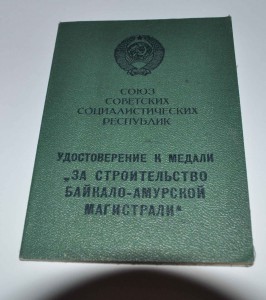 СОЮЗ
СОВЕТСКИХ
СОЦИАЛИСТИЧЕСКИХ
РЕСПУБЛИК
УДОСТОВЕРЕНИЕ К МЕДАЛИ
„ЗА СТРОИТЕЛЬСТВО
БАЙКАЛО-АМУРСКОЙ
МАГИСТРАЛИ“